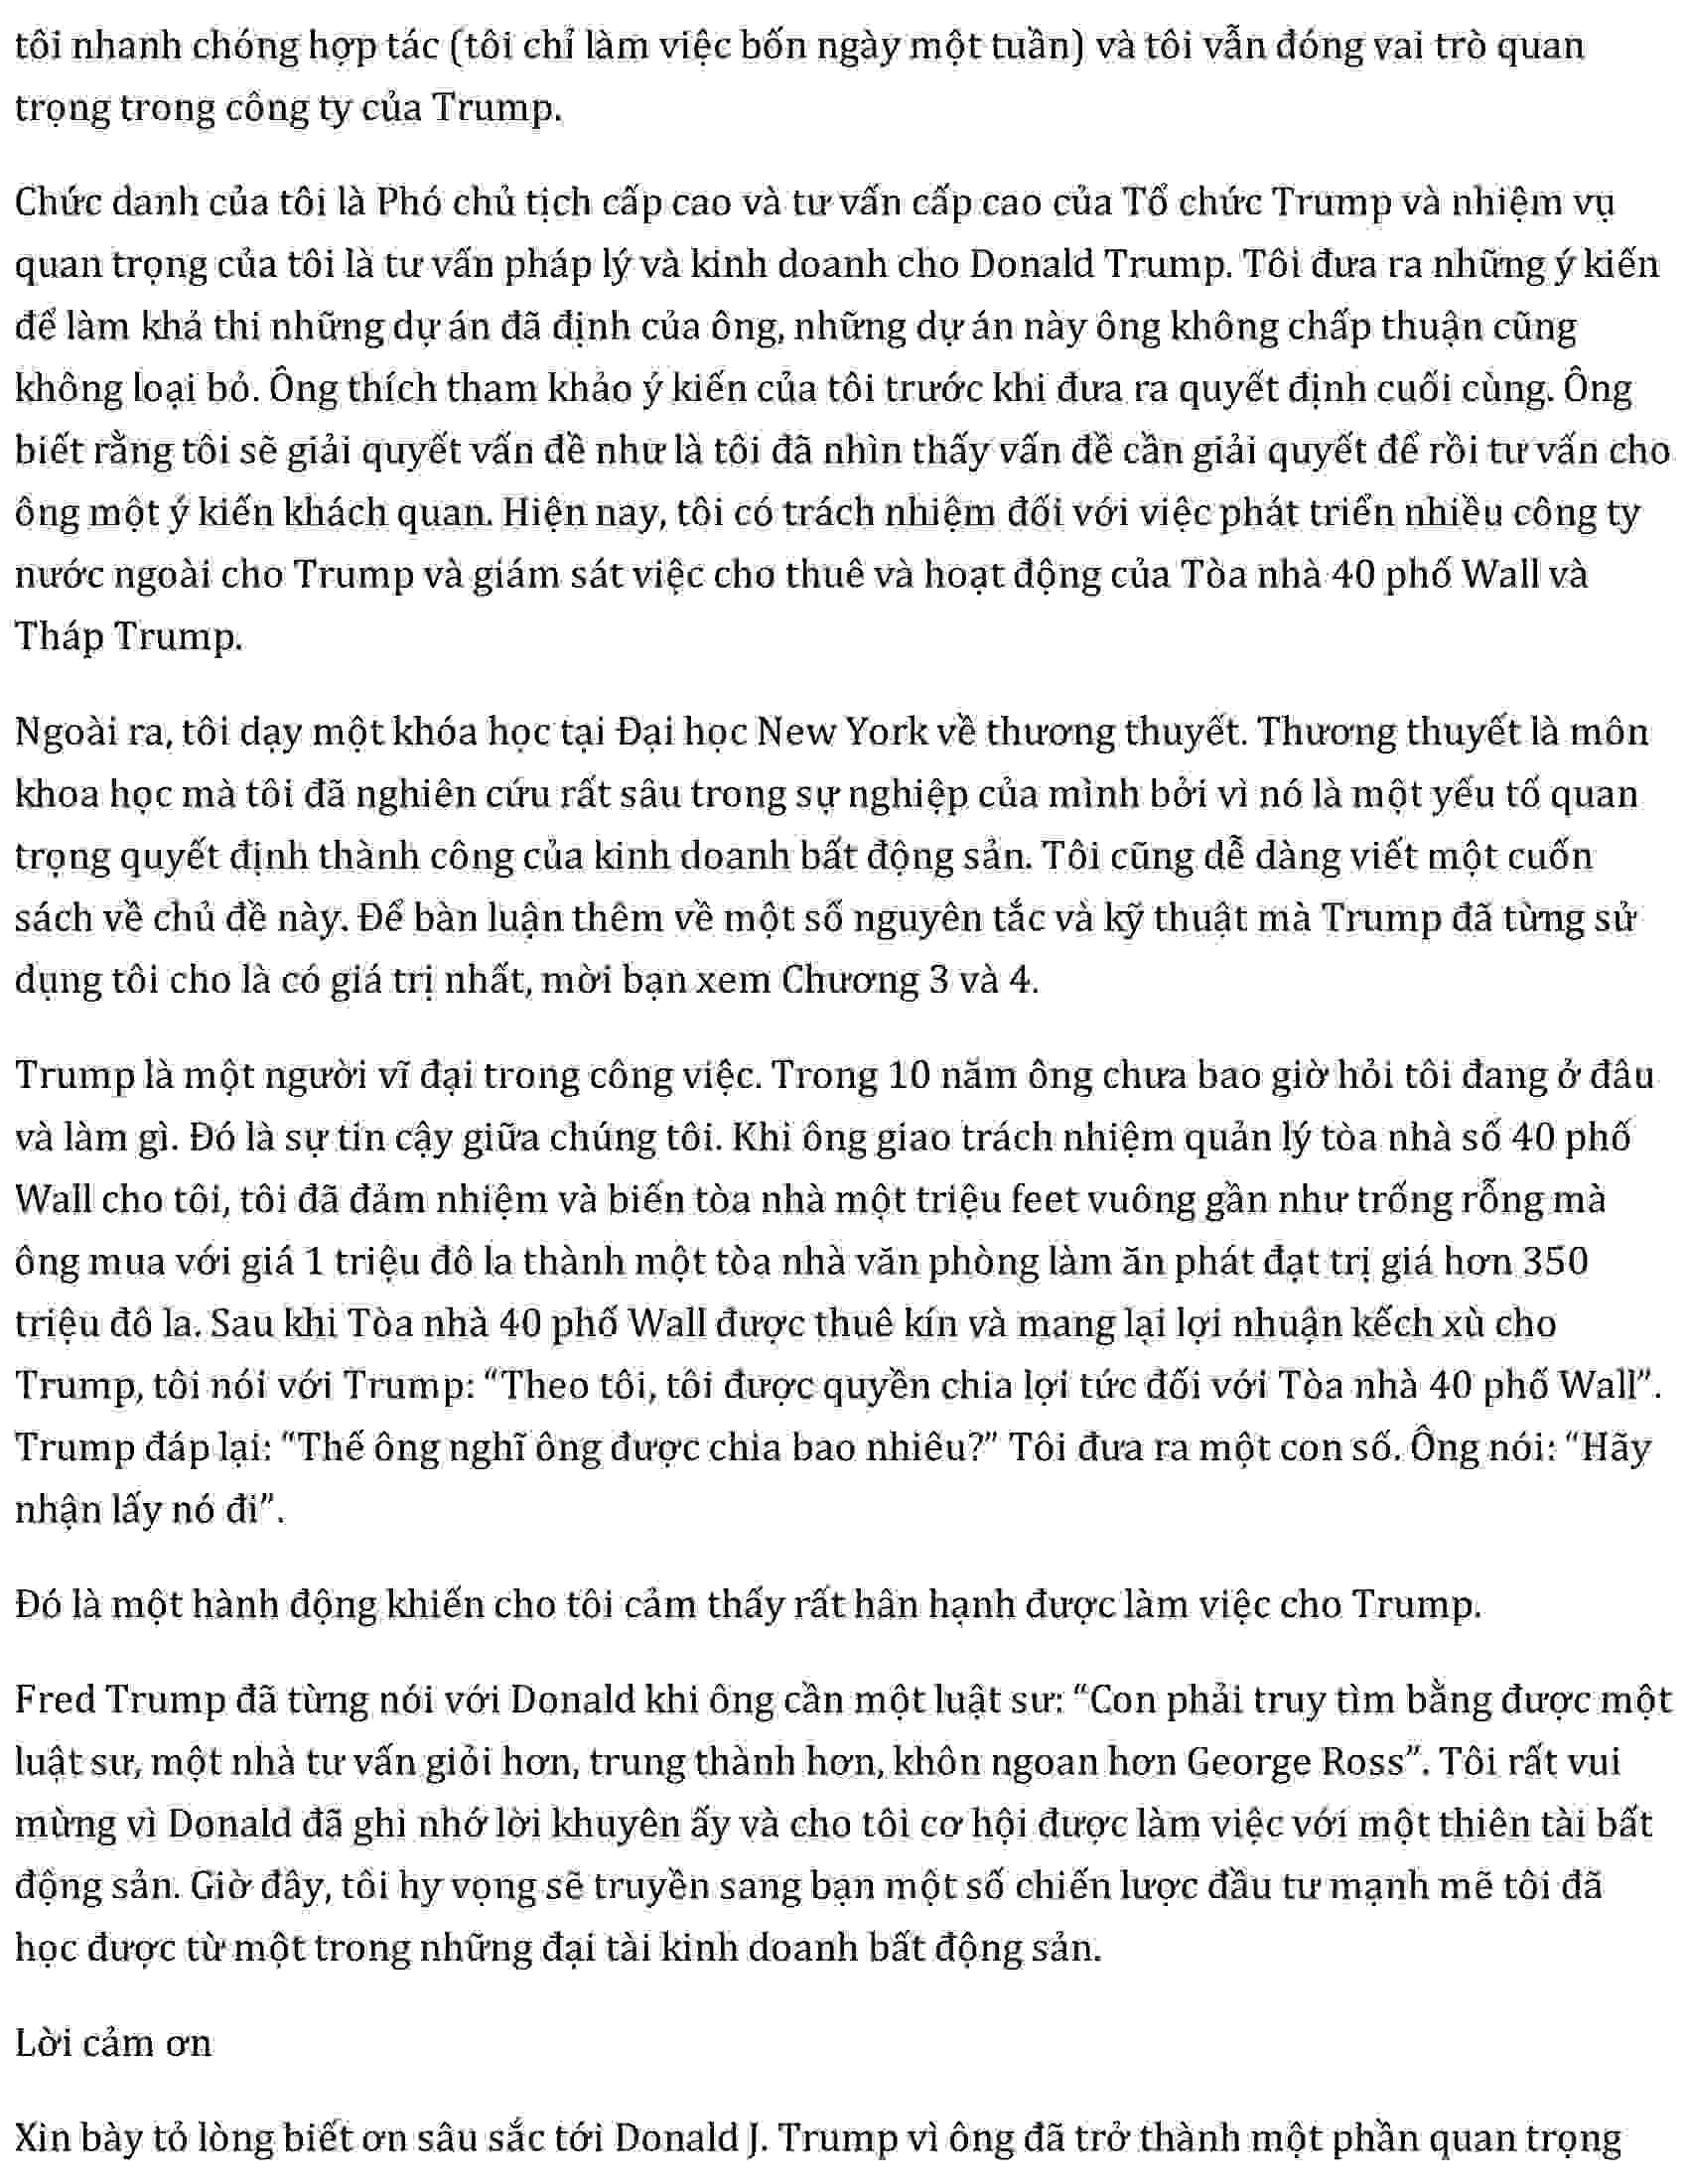 tôi nhanh chóng hợp tác (tôi chỉ làm việc bốn ngày một tuần) và tôi vẫn đóng vai trò quan
trọng trong công ty của Trump.
Chức danh của tôi là Phó chủ tịch cấp cao và tư vấn cấp cao của Tổ chức Trump và nhiệm vụ
quan trọng của tôi là tư vấn pháp lý và kinh doanh cho Donald Trump. Tôi đưa ra những ý kiến
để làm khả thi những dự án đã định của ông, những dự án này ông không chấp thuận cũng
không loại bỏ. Ông thích tham khảo ý kiến của tôi trước khi đưa ra quyết định cuối cùng. Ông
biết rằng tôi sẽ giải quyết vấn đề như là tôi đã nhìn thấy vấn đề cần giải quyết để rồi tư vấn cho
ông một ý kiến khách quan. Hiện nay, tôi có trách nhiệm đối với việc phát triển nhiều công ty
nước ngoài cho Trump và giám sát việc cho thuê và hoạt động của Tòa nhà 40 phố Wall và
Tháp Trump.
Ngoài ra, tôi dạy một khóa học tại Đại học New York về thương thuyết. Thương thuyết là môn
khoa học mà tôi đã nghiên cứu rất sâu trong sự nghiệp của mình bởi vì nó là một yếu tố quan
trọng quyết định thành công của kinh doanh bất động sản. Tôi cũng dễ dàng viết một cuốn
sách về chủ đề này. Để bàn luận thêm về một số nguyên tắc và kỹ thuật mà Trump đã từng sử
dụng tôi cho là có giá trị nhất, mời bạn xem Chương 3 và 4.
Trump là một người vĩ đại trong công việc. Trong 10 năm ông chưa bao giờ hỏi tôi đang ở đâu
và làm gì. Đó là sự tin cậy giữa chúng tôi. Khi ông giao trách nhiệm quản lý tòa nhà số 40 phố
Wall cho tôi, tôi đã đảm nhiệm và biến tòa nhà một triệu feet vuông gần như trống rỗng mà
ông mua với giá 1 triệu đô la thành một tòa nhà văn phòng làm ăn phát đạt trị giá hơn 350
triệu đô la. Sau khi Tòa nhà 40 phố Wall được thuê kín và mang lại lợi nhuận kếch xù cho
Trump, tôi nói với Trump: “Theo tôi, tôi được quyền chia lợi tức đối với Tòa nhà 40 phố Wall”.
Trump đáp lại: “Thế ông nghĩ ông được chia bao nhiêu?” Tôi đưa ra một con số. Ông nói: “Hãy
nhận lấy nó đi”.
Đó là một hành động khiến cho tôi cảm thấy rất hân hạnh được làm việc cho Trump.
Fred Trump đã từng nói với Donald khi ông cần một luật sư: “Con phải truy tìm bằng được một
luật sư, một nhà tư vấn giỏi hơn, trung thành hơn, khôn ngoan hơn George Ross”. Tôi rất vui
mừng vì Donald đã ghi nhớ lời khuyên ấy và cho tôi cơ hội được làm việc với một thiên tài bất
động sản. Giờ đây, tôi hy vọng sẽ truyền sang bạn một số chiến lược đầu tư mạnh mẽ tôi đã
học được từ một trong những đại tài kinh doanh bất động sản.
Lời cảm ơn
Xin bày tỏ lòng biết ơn sâu sắc tới Donald J. Trump vì ông đã trở thành một phần quan trọng